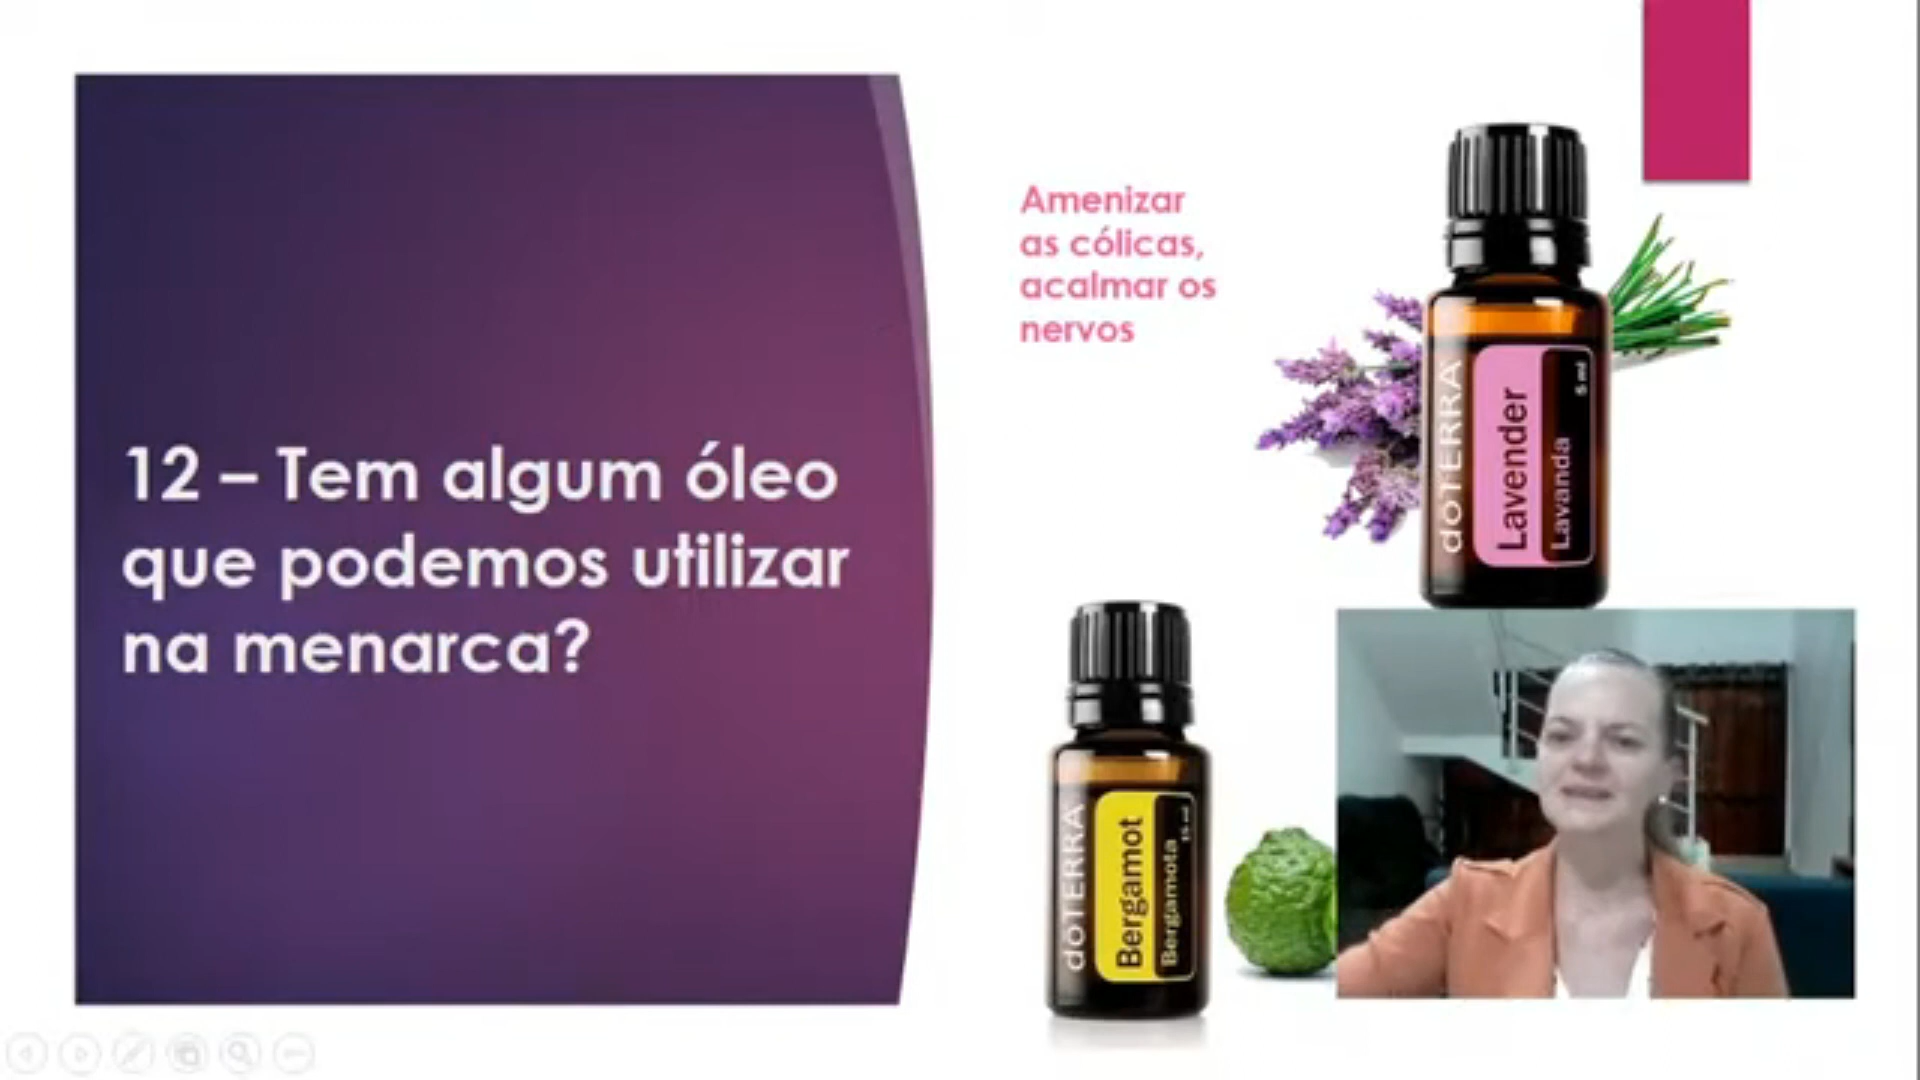 12 – Tem algum óleo
que podemos utilizar
na menarca?
Amenizar
as cólicas,
acalmar os
nervos
dōTERRA
Lavender
Lavanda
5 ml
dōTERRA
Bergamot
Bergamota
15 ml